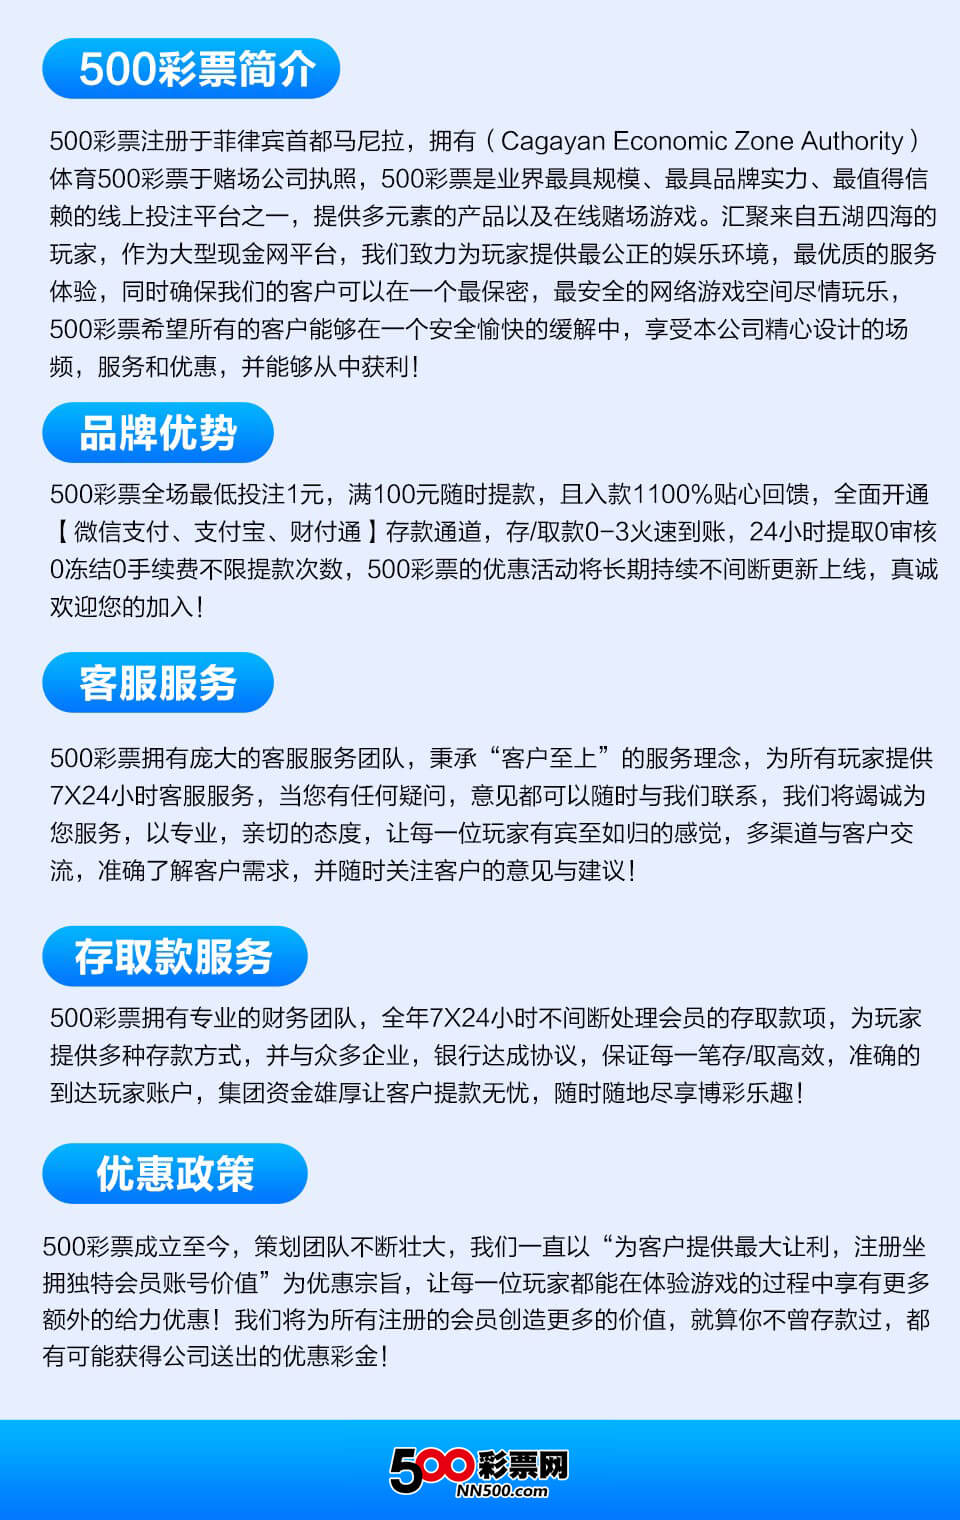 500彩票简介
500彩票注册于菲律宾首都马尼拉，拥有（Cagayan Economic Zone Authority）
体育500彩票于赌场公司执照，500彩票是业界最具规模、最具品牌实力、最值得信
赖的线上投注平台之一，提供多元素的产品以及在线赌场游戏。汇聚来自五湖四海的
玩家，作为大型现金网平台，我们致力为玩家提供最公正的娱乐环境，最优质的服务
体验，同时确保我们的客户可以在一个最保密，最安全的网络游戏空间尽情玩乐，
500彩票希望所有的客户能够在一个安全愉快的缓解中，享受本公司精心设计的场
频，服务和优惠，并能够从中获利！
品牌优势
500彩票全场最低投注1元，满100元随时提款，且入款1100%贴心回馈，全面开通
【微信支付、支付宝、财付通】存款通道，存/取款0-3火速到账，24小时提取0审核
0冻结0手续费不限提款次数，500彩票的优惠活动将长期持续不间断更新上线，真诚
欢迎您的加入！
客服服务
500彩票拥有庞大的客服服务团队，秉承“客户至上”的服务理念，为所有玩家提供
7X24小时客服服务，当您有任何疑问，意见都可以随时与我们联系，我们将竭诚为
您服务，以专业，亲切的态度，让每一位玩家有宾至如归的感觉，多渠道与客户交
流，准确了解客户需求，并随时关注客户的意见与建议！
存取款服务
500彩票拥有专业的财务团队，全年7X24小时不间断处理会员的存取款项，为玩家
提供多种存款方式，并与众多企业，银行达成协议，保证每一笔存/取高效，准确的
到达玩家账户，集团资金雄厚让客户提款无忧，随时随地尽享博彩乐趣！
优惠政策
500彩票成立至今，策划团队不断壮大，我们一直以“为客户提供最大让利，注册坐
拥独特会员账号价值”为优惠宗旨，让每一位玩家都能在体验游戏的过程中享有更多
额外的给力优惠！我们将为所有注册的会员创造更多的价值，就算你不曾存款过，都
有可能获得公司送出的优惠彩金！
500彩票网
NN500.com